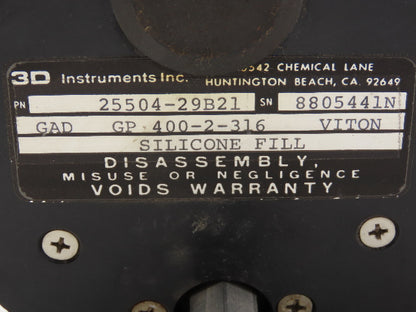 5542 CHEMICAL LANE
3D Instruments Inc. HUNTINGTON BEACH, CA. 92649
PN 25504-29B21 SN 8805441N
GAD GP 400-2-316 VITON
SILICONE FILL
DISASSEMBLY,
MISUSE OR NEGLIGENCE
VOIDS WARRANTY